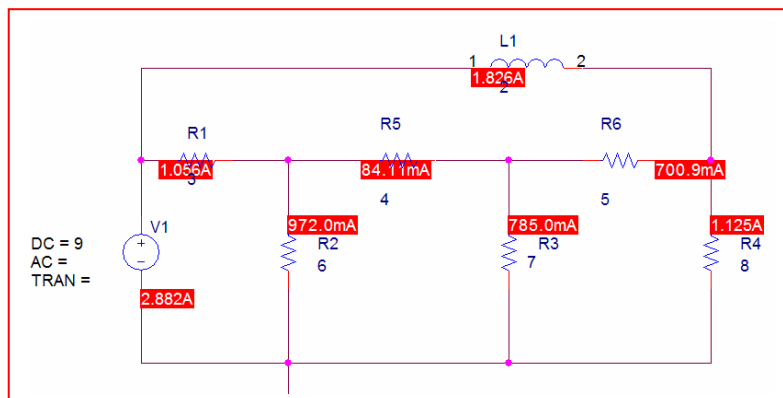 L1
1 2
1.826A
2
R1 R5 R6
1.056A 84.11mA 700.9mA
3 4 5
V1 972.0mA 785.0mA 1.125A
R2 R3 R4
DC = 9 6 7 8
AC =
TRAN =
2.882A